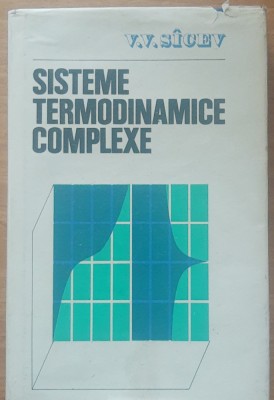 V.V. SÎCEV
SISTEME
TERMODINAMICE
COMPLEXE